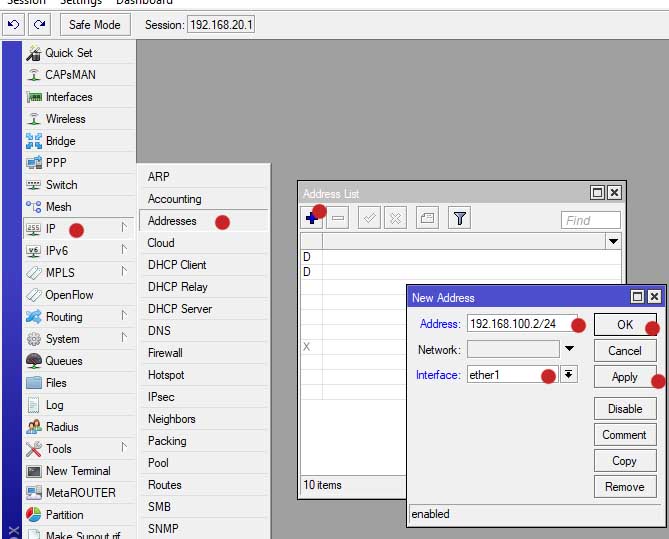 Session Settings Dashboard
Safe Mode Session: 192.168.20.1
Quick Set
CAPsMAN
Interfaces
Wireless
Bridge
PPP
Switch
Mesh
IP
IPv6
MPLS
OpenFlow
Routing
System
Queues
Files
Log
Radius
Tools
New Terminal
MetaROUTER
Partition
Make Supout.rif
ARP
Accounting
Addresses
Cloud
DHCP Client
DHCP Relay
DHCP Server
DNS
Firewall
Hotspot
IPsec
Neighbors
Packing
Pool
Routes
SMB
SNMP
Address List
Find
D
D
X
10 items
New Address
Address: 192.168.100.2/24
Network:
Interface: ether1
OK
Cancel
Apply
Disable
Comment
Copy
Remove
enabled